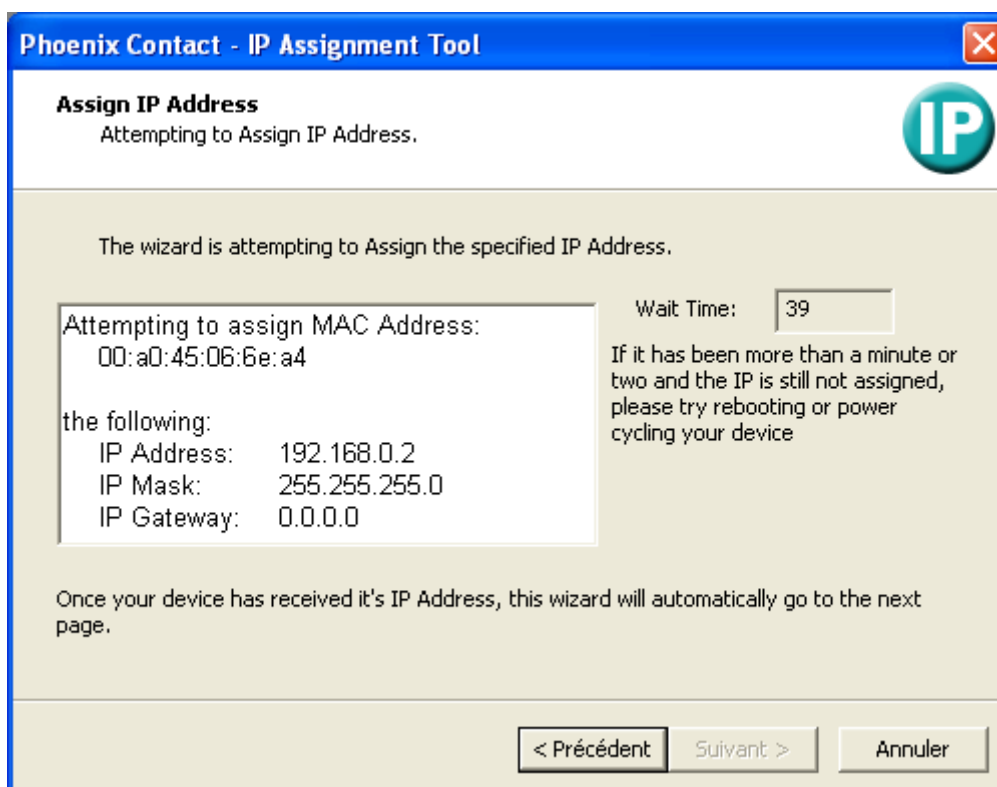 Phoenix Contact - IP Assignment Tool
Assign IP Address
Attempting to Assign IP Address.
IP
The wizard is attempting to Assign the specified IP Address.
Attempting to assign MAC Address:
00:a0:45:06:6e:a4
the following:
IP Address: 192.168.0.2
IP Mask: 255.255.255.0
IP Gateway: 0.0.0.0
Wait Time: 39
If it has been more than a minute or
two and the IP is still not assigned,
please try rebooting or power
cycling your device
Once your device has received it's IP Address, this wizard will automatically go to the next
page.
< Précédent Suivant > Annuler